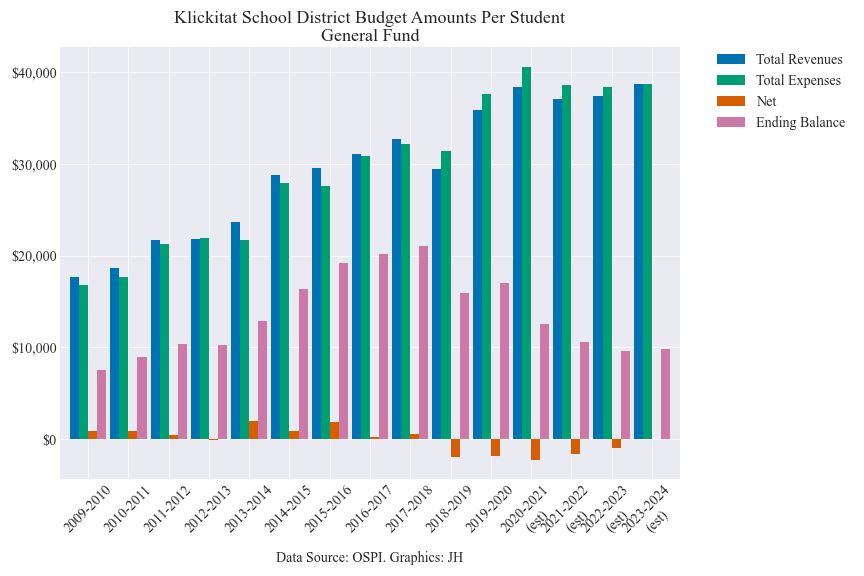 Klickitat School District Budget Amounts Per Student
General Fund
Total Revenues
Total Expenses
Net
Ending Balance
$40,000
$30,000
$20,000
$10,000
$0
2009-2010
2010-2011
2011-2012
2012-2013
2013-2014
2014-2015
2015-2016
2016-2017
2017-2018
2018-2019
2019-2020
2020-2021
(est)
2021-2022
(est)
2022-2023
(est)
2023-2024
(est)
Data Source: OSPI. Graphics: JH